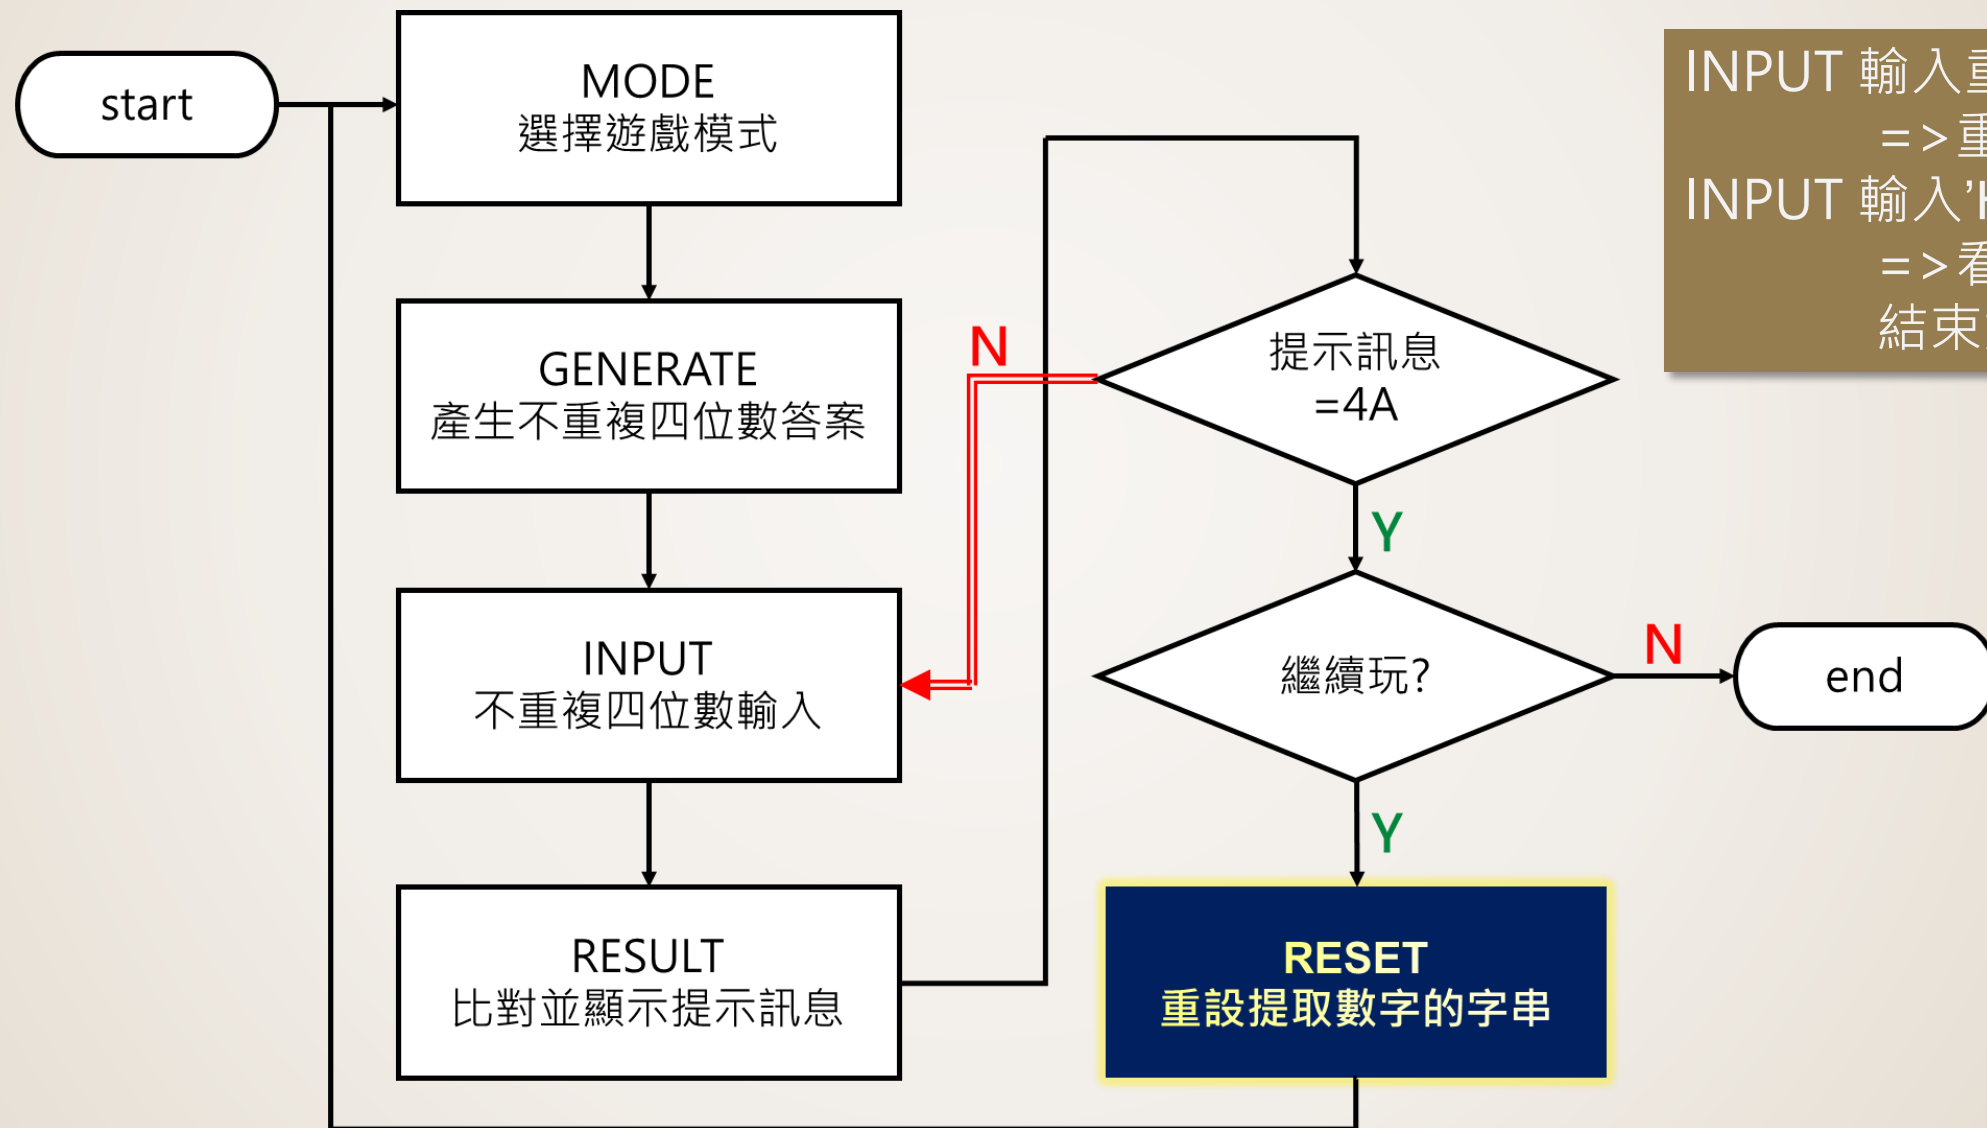 start
MODE
選擇遊戲模式
GENERATE
產生不重複四位數答案
INPUT
不重複四位數輸入
RESULT
比對並顯示提示訊息
N
提示訊息
=4A
Y
繼續玩?
N
end
Y
RESET
重設提取數字的字串
INPUT 輸入重
=>重
INPUT 輸入'
=>看
結束